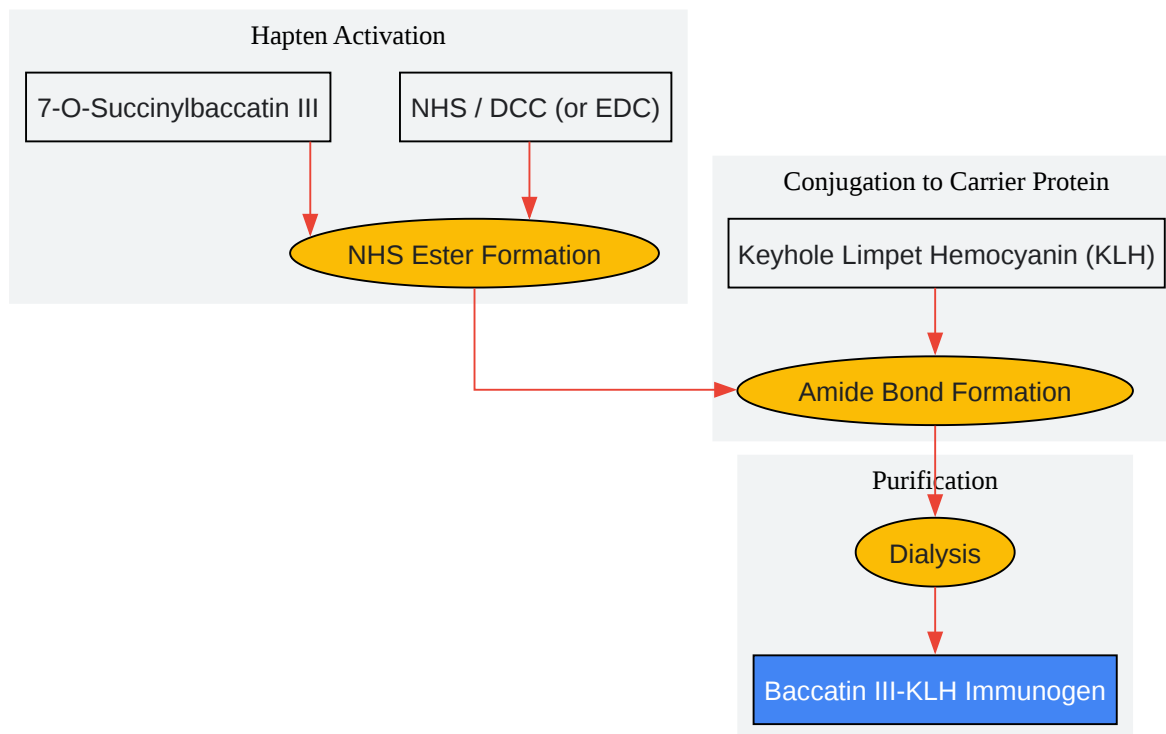 Hapten Activation
7-O-Succinylbaccatin III
NHS / DCC (or EDC)
NHS Ester Formation
Conjugation to Carrier Protein
Keyhole Limpet Hemocyanin (KLH)
Amide Bond Formation
Purification
Dialysis
Baccatin III-KLH Immunogen